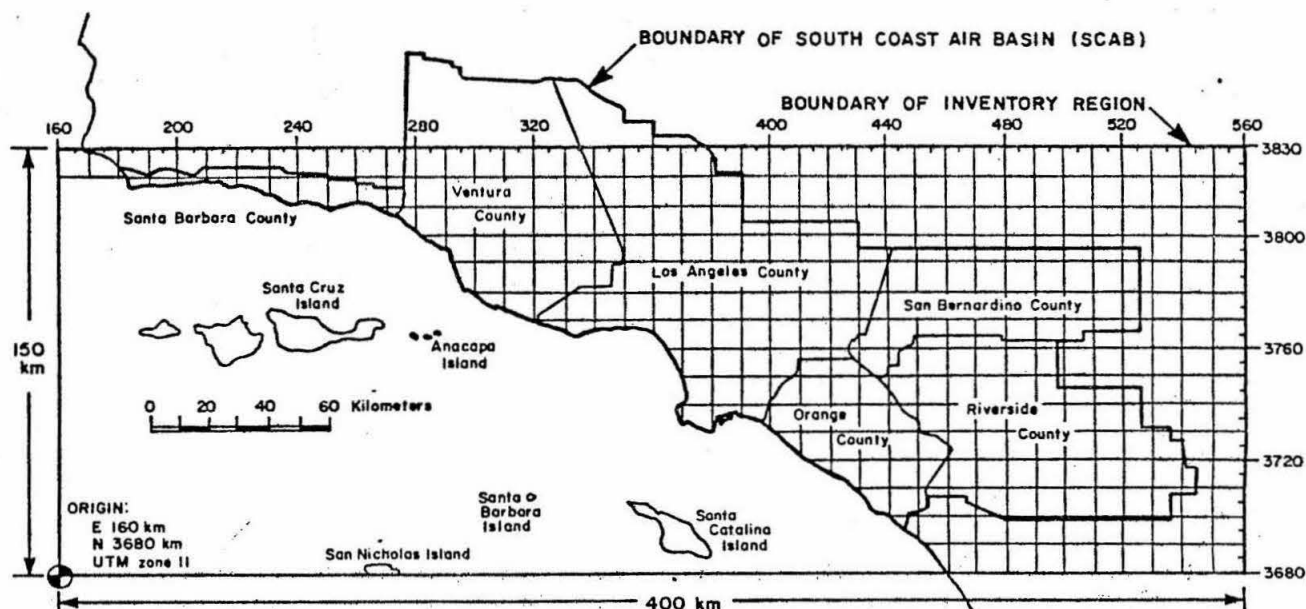 BOUNDARY OF SOUTH COAST AIR BASIN (SCAB)
BOUNDARY OF INVENTORY REGION
160 200 240 280 320 400 440 480 520 560
3830
Ventura
County
Santa Barbara County
3800
Los Angeles County
Santa Cruz
Island
San Bernardino County
150
km
Anacapa
Island
3760
0 20 40 60 Kilometers
Orange
County
Riverside
County
3720
ORIGIN:
E 160 km
N 3680 km
UTM zone 11
Santa
Barbara
Island
Santa
Catalina
Island
San Nicholas Island
3680
400 km